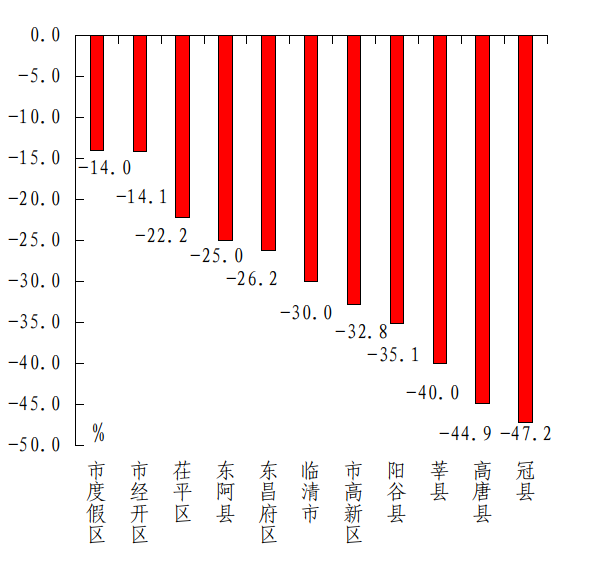 0.0
-5.0
-10.0
-15.0
-20.0
-25.0
-30.0
-35.0
-40.0
-45.0
-50.0
%
-14.0
-14.1
-22.2
-25.0
-26.2
-30.0
-32.8
-35.1
-40.0
-44.9
-47.2
市度假区
市经开区
茌平区
东阿县
东昌府区
临清市
市高新区
阳谷县
莘县
高唐县
冠县